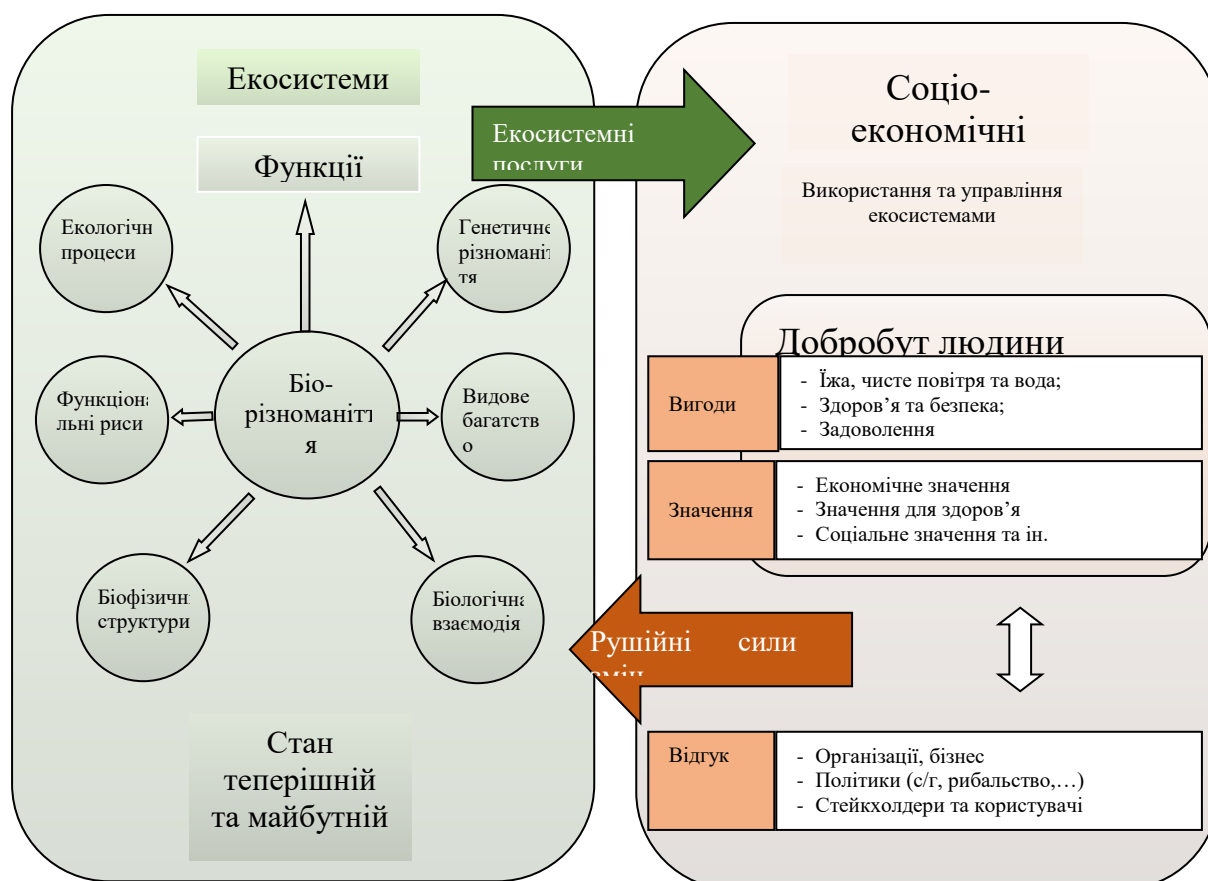 Екосистеми
Функції
Екологічн
процеси
Генетичне
різномані
тя
Функціона
льні риси
Біо-
різноманітт
я
Видове
багатств
о
Біофізичн
структури
Біологічна
взаємодія
Стан
теперішній
та майбутній
Екосистемні
послуги
Соціо-
економічні
Використання та управління
екосистемами
Добробут людини
Вигоди
- Їжа, чисте повітря та вода;
- Здоров’я та безпека;
- Задоволення
Значення
- Економічне значення
- Значення для здоров’я
- Соціальне значення та ін.
Рушійні сили
змін
Відгук
- Організації, бізнес
- Політики (с/г, рибальство,…)
- Стейкхолдери та користувачі